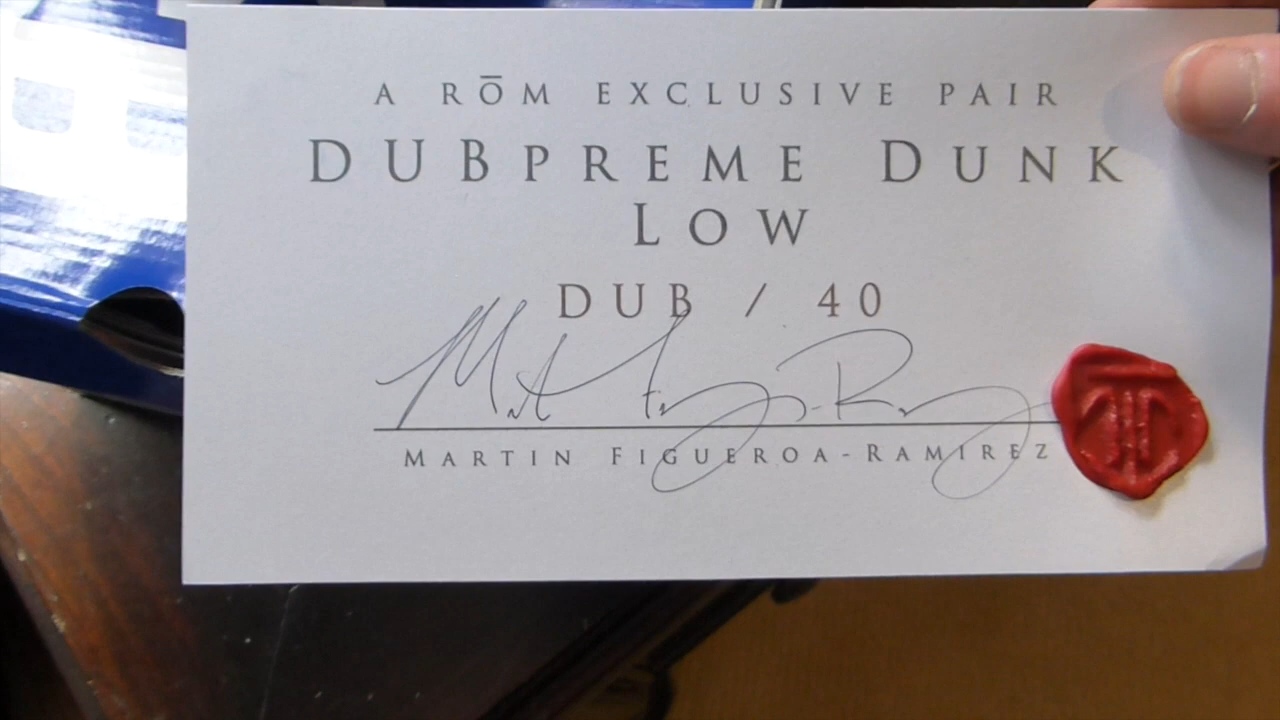 A RŌM EXCLUSIVE PAIR
DUBPREME DUNK
LOW
DUB / 40
MARTIN FIGUEROA-RAMIREZ